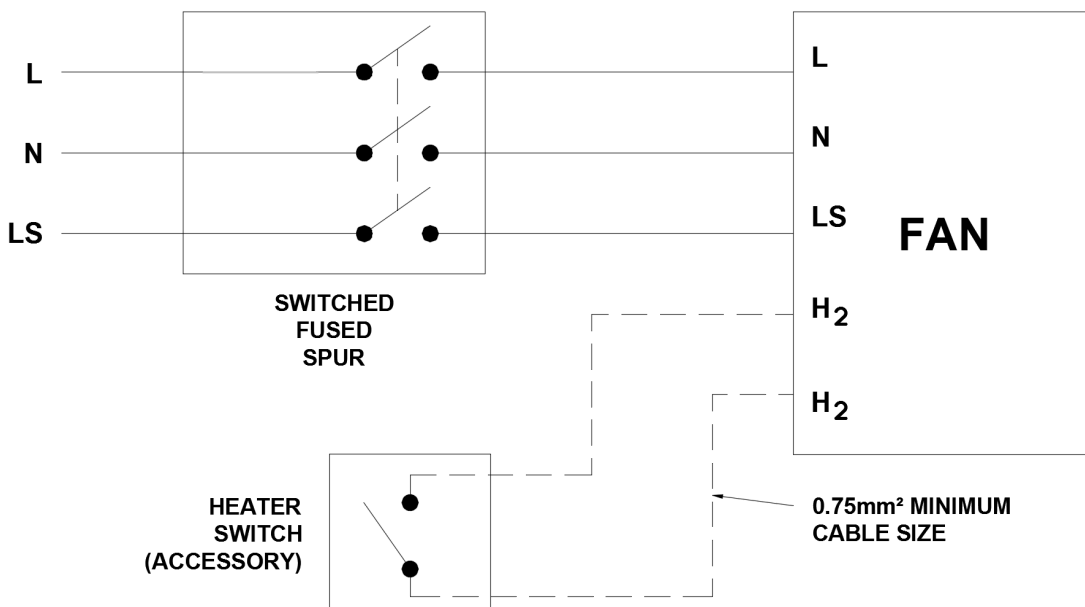 L
N
LS
SWITCHED
FUSED
SPUR
L
N
LS
FAN
H₂
H₂
HEATER
SWITCH
(ACCESSORY)
0.75mm² MINIMUM
CABLE SIZE